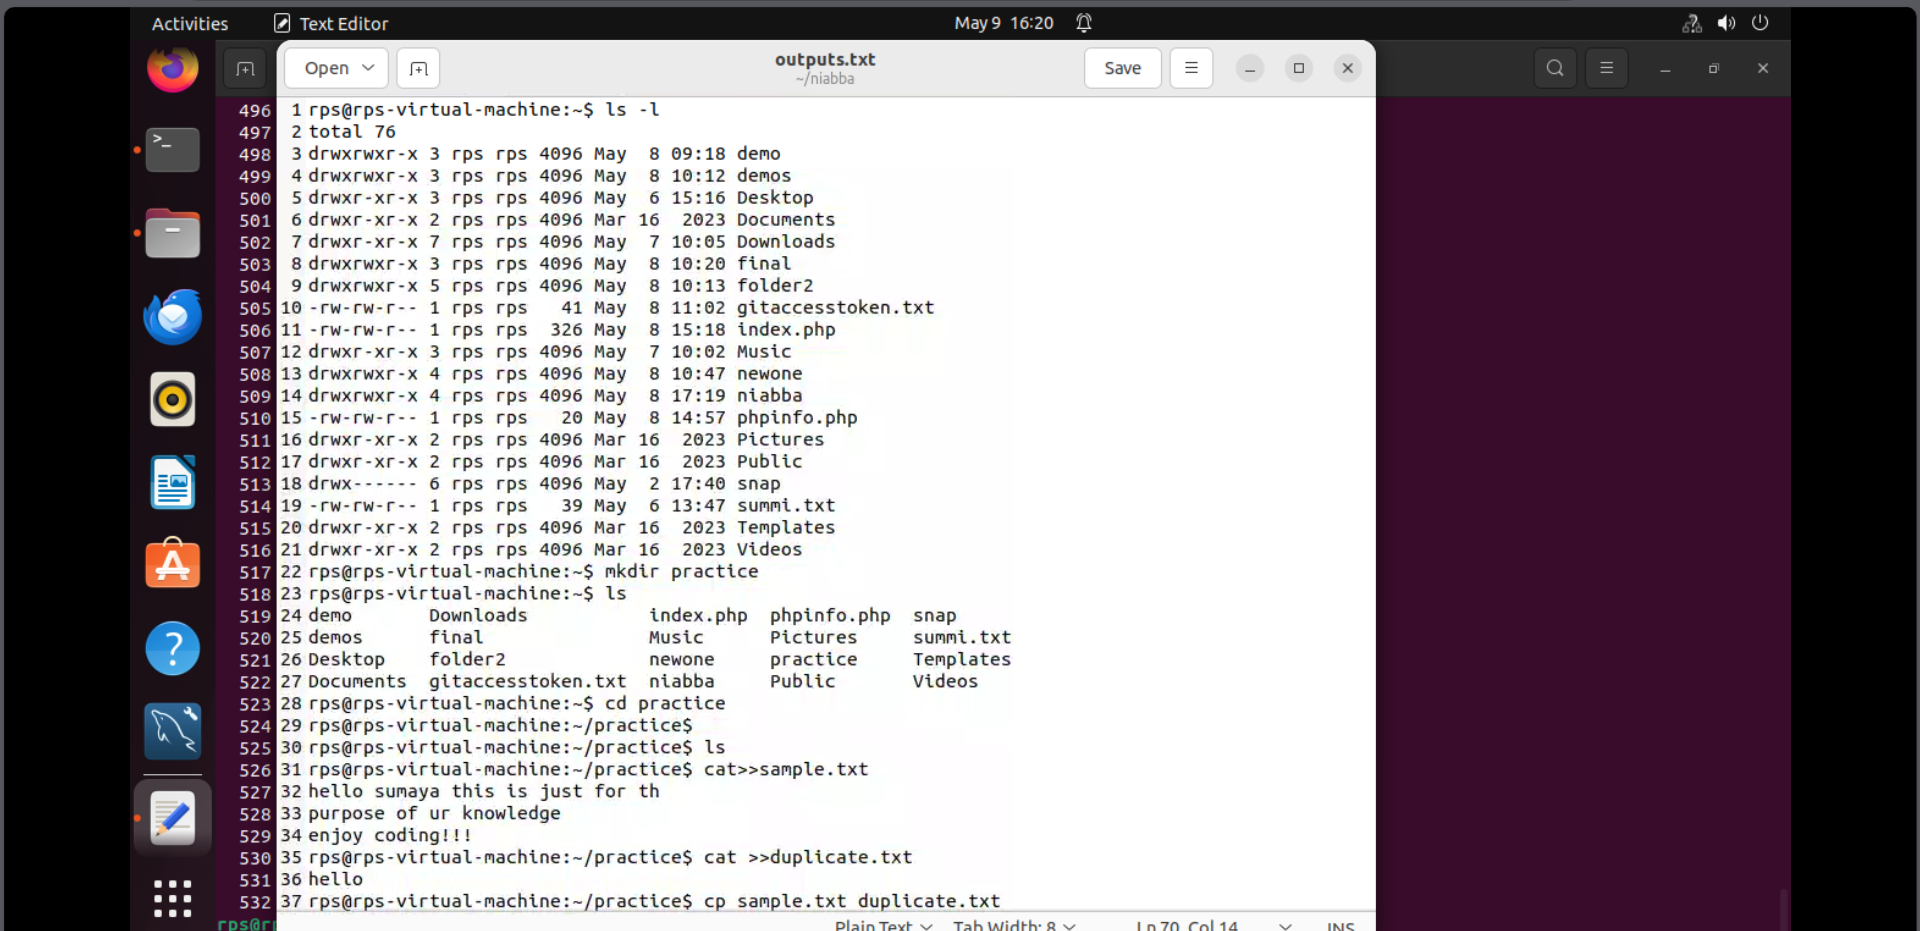 Activities Text Editor May 9 16:20
Open outputs.txt Save
~/niabba
496
497
498
499
500
501
502
503
504
505
506
507
508
509
510
511
512
513
514
515
516
517
518
519
520
521
522
523
524
525
526
527
528
529
530
531
532
1 rps@rps-virtual-machine:~$ ls -l
2 total 76
3 drwxrwxr-x 3 rps rps 4096 May  8 09:18 demo
4 drwxrwxr-x 3 rps rps 4096 May  8 10:12 demos
5 drwxr-xr-x 3 rps rps 4096 May  6 15:16 Desktop
6 drwxr-xr-x 2 rps rps 4096 Mar 16  2023 Documents
7 drwxr-xr-x 7 rps rps 4096 May  7 10:05 Downloads
8 drwxrwxr-x 3 rps rps 4096 May  8 10:20 final
9 drwxrwxr-x 5 rps rps 4096 May  8 10:13 folder2
10 -rw-rw-r-- 1 rps rps   41 May  8 11:02 gitaccesstoken.txt
11 -rw-rw-r-- 1 rps rps  326 May  8 15:18 index.php
12 drwxr-xr-x 3 rps rps 4096 May  7 10:02 Music
13 drwxrwxr-x 4 rps rps 4096 May  8 10:47 newone
14 drwxrwxr-x 4 rps rps 4096 May  8 17:19 niabba
15 -rw-rw-r-- 1 rps rps   20 May  8 14:57 phpinfo.php
16 drwxr-xr-x 2 rps rps 4096 Mar 16  2023 Pictures
17 drwxr-xr-x 2 rps rps 4096 Mar 16  2023 Public
18 drwx------ 6 rps rps 4096 May  2 17:40 snap
19 -rw-rw-r-- 1 rps rps   39 May  6 13:47 summi.txt
20 drwxr-xr-x 2 rps rps 4096 Mar 16  2023 Templates
21 drwxr-xr-x 2 rps rps 4096 Mar 16  2023 Videos
22 rps@rps-virtual-machine:~$ mkdir practice
23 rps@rps-virtual-machine:~$ ls
24 demo       Downloads           index.php  phpinfo.php  snap
25 demos      final               Music      Pictures     summi.txt
26 Desktop    folder2             newone     practice     Templates
27 Documents  gitaccesstoken.txt  niabba     Public       Videos
28 rps@rps-virtual-machine:~$ cd practice
29 rps@rps-virtual-machine:~/practice$
30 rps@rps-virtual-machine:~/practice$ ls
31 rps@rps-virtual-machine:~/practice$ cat>>sample.txt
32 hello sumaya this is just for th
33 purpose of ur knowledge
34 enjoy coding!!!
35 rps@rps-virtual-machine:~/practice$ cat >>duplicate.txt
36 hello
37 rps@rps-virtual-machine:~/practice$ cp sample.txt duplicate.txt
Plain Text Tab Width: 8 Ln 70, Col 14 INS